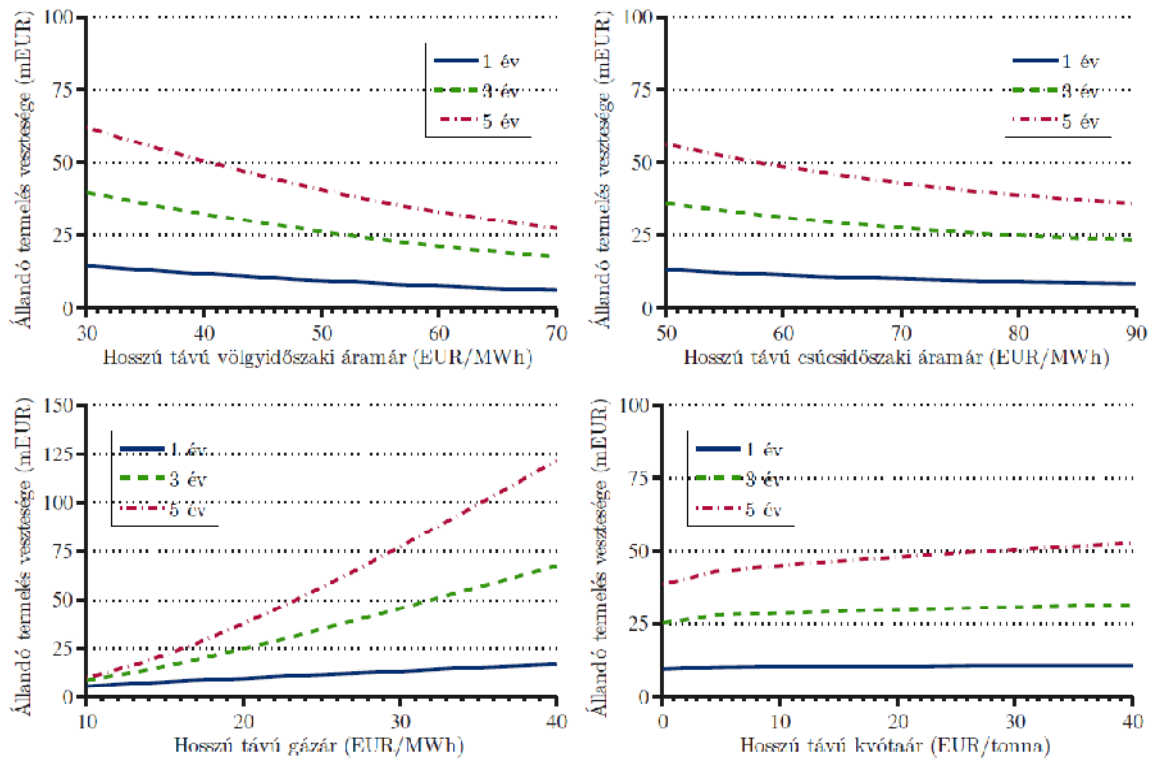 Állandó termelés vesztesége (mEUR)
100
75
50
25
0
1 év
3 év
5 év
30 40 50 60 70
Hosszú távú völgyidőszaki áramár (EUR/MWh)
Állandó termelés vesztesége (mEUR)
100
75
50
25
0
1 év
3 év
5 év
50 60 70 80 90
Hosszú távú csúcsidőszaki áramár (EUR/MWh)
Állandó termelés vesztesége (mEUR)
150
125
100
75
50
25
0
1 év
3 év
5 év
10 20 30 40
Hosszú távú gázár (EUR/MWh)
Állandó termelés vesztesége (mEUR)
100
75
50
25
0
1 év
3 év
5 év
0 10 20 30 40
Hosszú távú kvótaár (EUR/tonna)